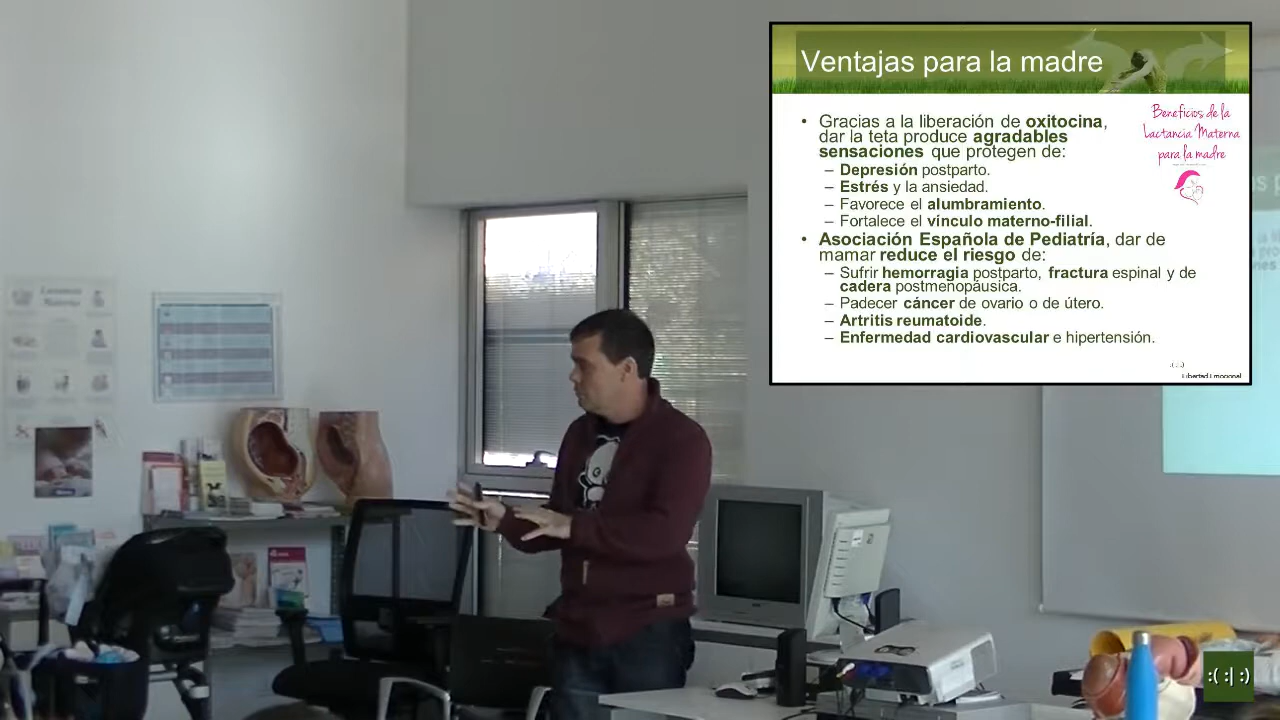 Ventajas para la madre
• Gracias a la liberación de oxitocina,
dar la teta produce agradables
sensaciones que protegen de:
– Depresión postparto.
– Estrés y la ansiedad.
– Favorece el alumbramiento.
– Fortalece el vínculo materno-filial.
• Asociación Española de Pediatría, dar de
mamar reduce el riesgo de:
– Sufrir hemorragia postparto, fractura espinal y de
cadera postmenopáusica.
– Padecer cáncer de ovario o de útero.
– Artritis reumatoide.
– Enfermedad cardiovascular e hipertensión.
Beneficios de la
Lactancia Materna
para la madre
:( :| :)